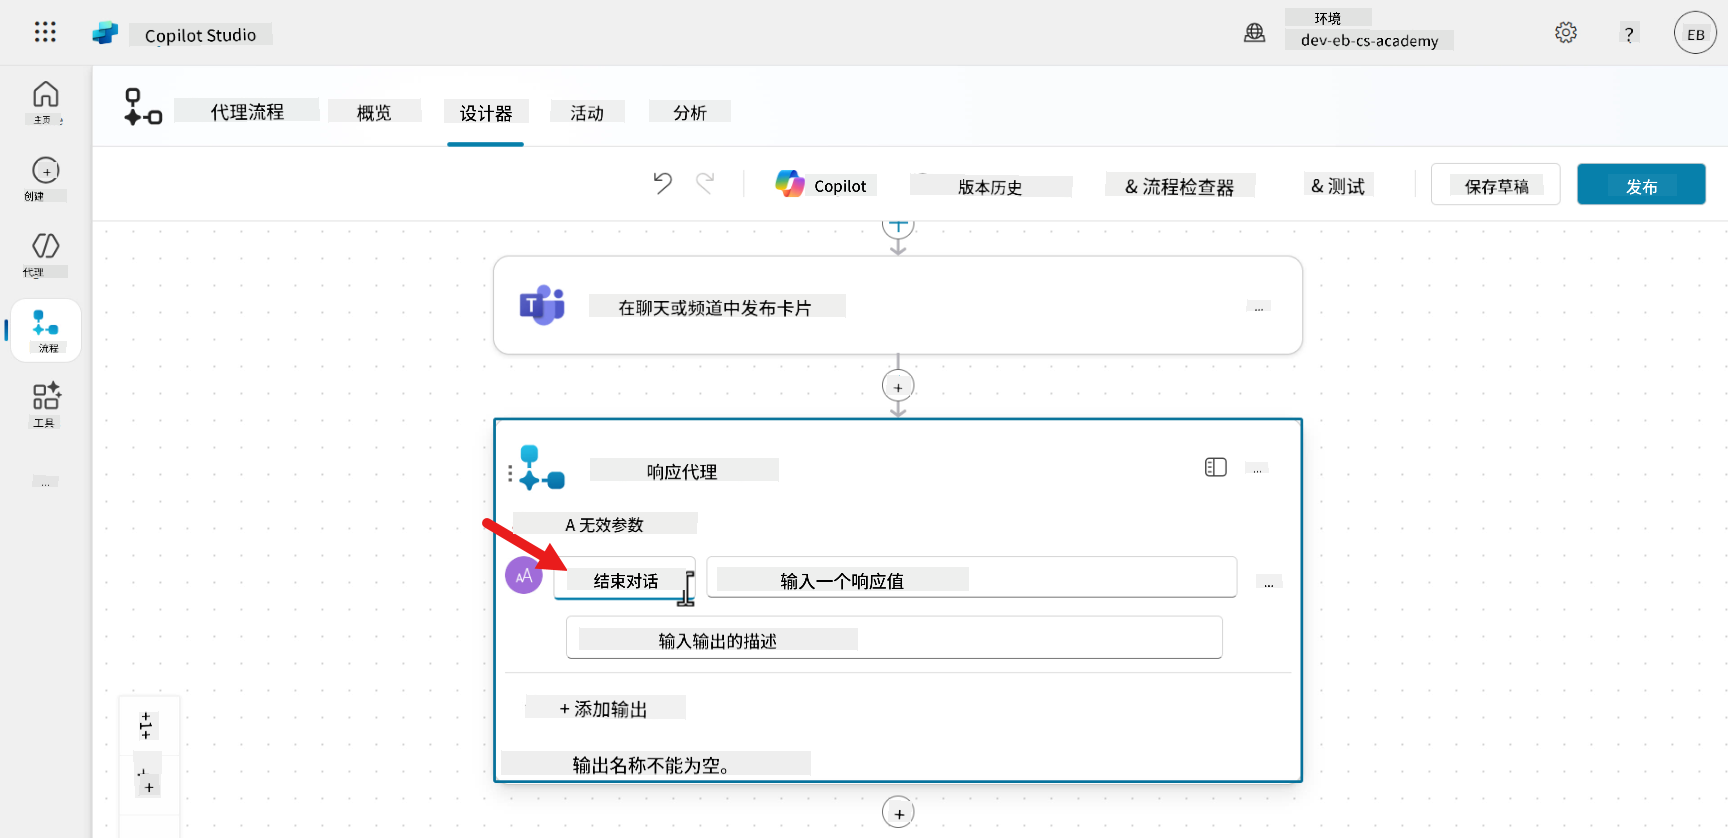 Copilot Studio
环境
dev-eb-cs-academy
?
EB
主页
创建
代理
流程
工具
...
代理流程
概览
设计器
活动
分析
Copilot
版本历史
& 流程检查器
& 测试
保存草稿
发布
在聊天或频道中发布卡片
...
+
响应代理
...
A 无效参数
AA
结束对话
输入一个响应值
...
输入输出的描述
+ 添加输出
输出名称不能为空。
+